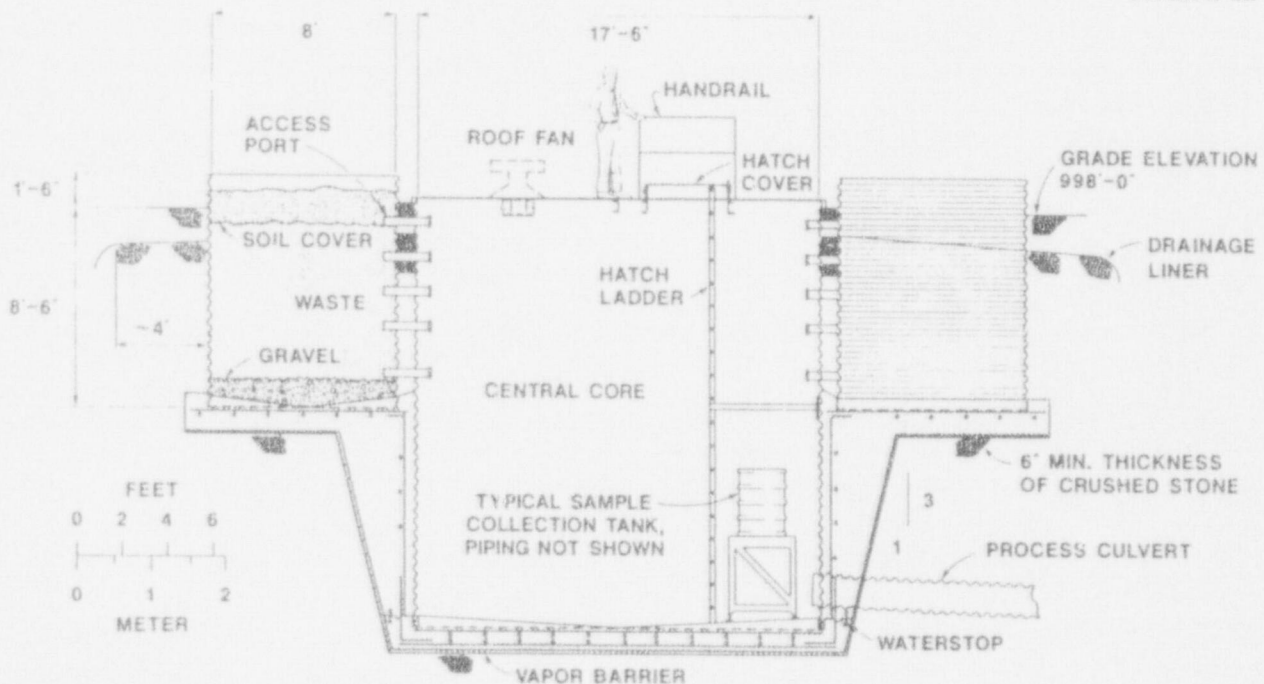 8'
17'-6"
HANDRAIL
ACCESS
PORT
ROOF FAN
HATCH
COVER
GRADE ELEVATION
998'-0"
1'-6"
SOIL COVER
DRAINAGE
LINER
HATCH
LADDER
WASTE
8'-6"
~4'
GRAVEL
CENTRAL CORE
6" MIN. THICKNESS
OF CRUSHED STONE
FEET
0 2 4 6
TYPICAL SAMPLE
COLLECTION TANK,
PIPING NOT SHOWN
3
1
PROCESS CULVERT
0 1 2
METER
WATERSTOP
VAPOR BARRIER